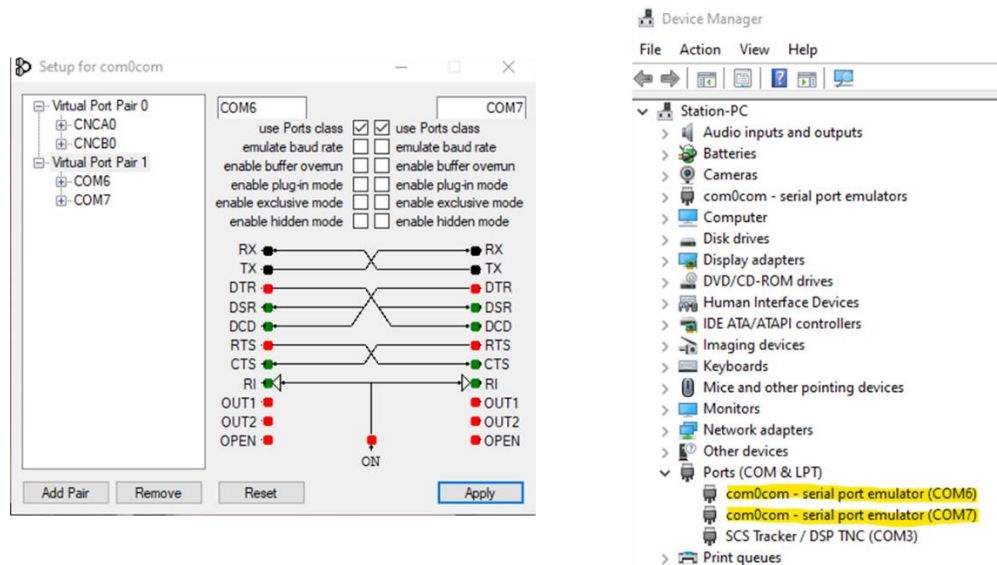 Setup for com0com
Virtual Port Pair 0
CNCA0
CNCB0
Virtual Port Pair 1
COM6
COM7
COM6 COM7
use Ports class use Ports class
emulate baud rate emulate baud rate
enable buffer overrun enable buffer overrun
enable plug-in mode enable plug-in mode
enable exclusive mode enable exclusive mode
enable hidden mode enable hidden mode
RX RX
TX TX
DTR DTR
DSR DSR
DCD DCD
RTS RTS
CTS CTS
RI RI
OUT1 OUT1
OUT2 OUT2
OPEN OPEN
ON
Add Pair Remove Reset Apply
Device Manager
File Action View Help
Station-PC
Audio inputs and outputs
Batteries
Cameras
com0com - serial port emulators
Computer
Disk drives
Display adapters
DVD/CD-ROM drives
Human Interface Devices
IDE ATA/ATAPI controllers
Imaging devices
Keyboards
Mice and other pointing devices
Monitors
Network adapters
Other devices
Ports (COM & LPT)
com0com - serial port emulator (COM6)
com0com - serial port emulator (COM7)
SCS Tracker / DSP TNC (COM3)
Print queues